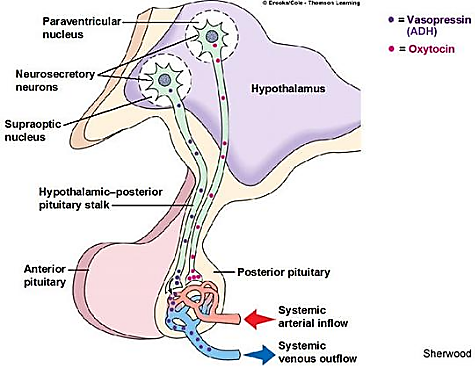 © Brooks/Cole - Thomson Learning
Paraventricular
nucleus
= Vasopressin
(ADH)
= Oxytocin
Neurosecretory
neurons
Hypothalamus
Supraoptic
nucleus
Hypothalamic–posterior
pituitary stalk
Anterior
pituitary
Posterior pituitary
Systemic
arterial inflow
Systemic
venous outflow
Sherwood